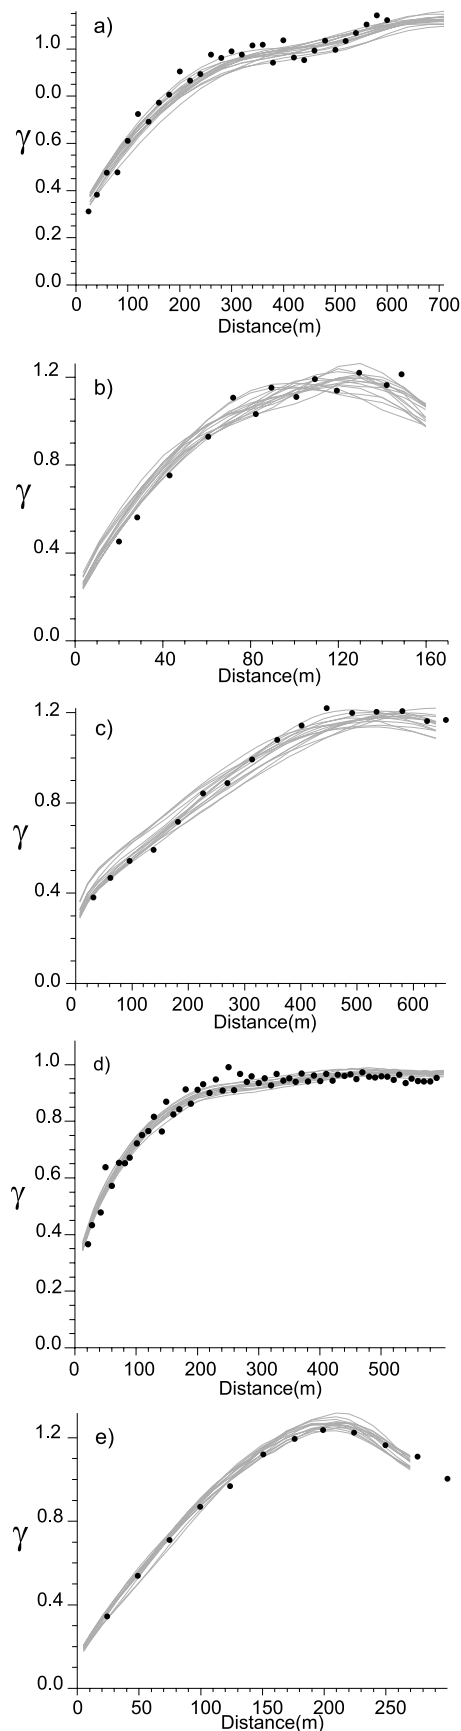 a)
1.0
0.0
0.6
0.4
0.2
0.0
γ
0 100 200 300 400 500 600 700
Distance(m)
b)
1.2
0.8
0.4
0.0
γ
0 40 80 120 160
Distance(m)
c)
1.2
0.8
0.4
0.0
γ
0 100 200 300 400 500 600
Distance(m)
d)
1.0
0.8
0.6
0.4
0.2
0.0
γ
0 100 200 300 400 500
Distance(m)
e)
1.2
0.8
0.4
0.0
γ
0 50 100 150 200 250
Distance(m)